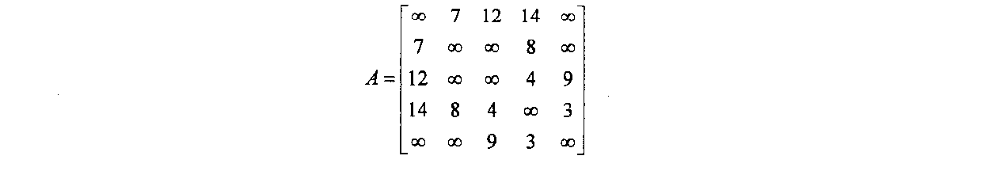 ∞ 7 12 14 ∞
7 ∞ ∞ 8 ∞
A = 12 ∞ ∞ 4 9
14 8 4 ∞ 3
∞ ∞ 9 3 ∞